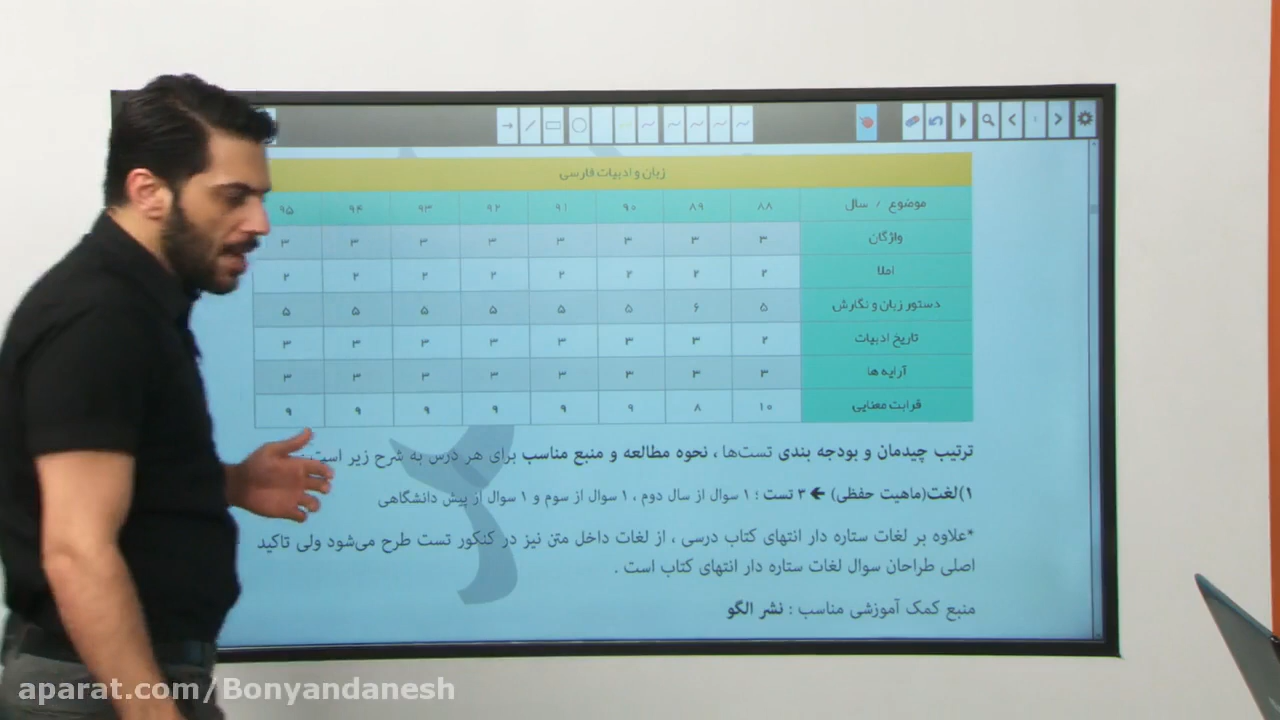 زبان و ادبیات فارسی
موضوع / سال ۸۸ ۸۹ ۹۰ ۹۱ ۹۲ ۹۳ ۹۴ ۹۵
واژگان ۳ ۳ ۳ ۳ ۳ ۳ ۳ ۳
املا ۲ ۲ ۲ ۲ ۲ ۲ ۲ ۲
دستور زبان و نگارش ۵ ۶ ۵ ۵ ۵ ۵ ۵ ۵
تاریخ ادبیات ۲ ۳ ۳ ۳ ۳ ۳ ۳ ۳
آرایه ها ۳ ۳ ۳ ۳ ۳ ۳ ۳ ۳
قرابت معنایی ۱۰ ۸ ۹ ۹ ۹ ۹ ۹ ۹
ترتیب چیدمان و بودجه بندی تست‌ها ، نحوه مطالعه و منبع مناسب برای هر درس به شرح زیر است
۱)لغت(ماهیت حفظی) ← ۳ تست ؛ ۱ سوال از سال دوم ، ۱ سوال از سوم و ۱ سوال از پیش دانشگاهی
*علاوه بر لغات ستاره دار انتهای کتاب درسی ، از لغات داخل متن نیز در کنکور تست طرح می‌شود ولی تاکید
اصلی طراحان سوال لغات ستاره دار انتهای کتاب است .
منبع کمک آموزشی مناسب : نشر الگو
aparat.com/Bonyandanesh